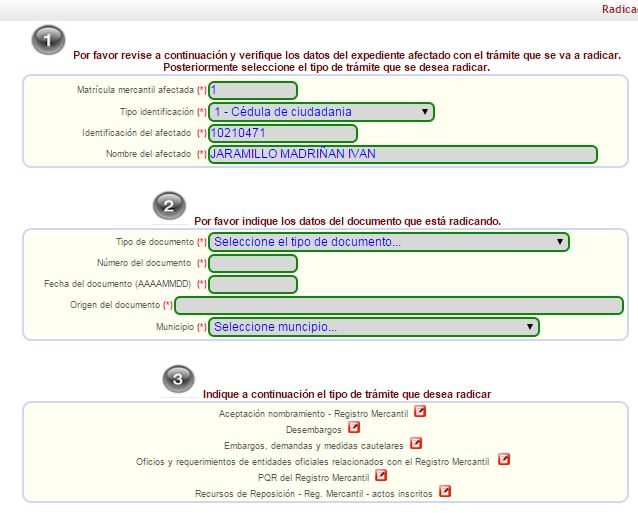 Radica
1
Por favor revise a continuación y verifique los datos del expediente afectado con el trámite que se va a radicar.
Posteriormente seleccione el tipo de trámite que se desea radicar.
Matrícula mercantil afectada (*) 1
Tipo identificación (*) 1 - Cédula de ciudadania
Identificación del afectado (*) 10210471
Nombre del afectado (*) JARAMILLO MADRIÑAN IVAN
2
Por favor indique los datos del documento que está radicando.
Tipo de documento (*) Seleccione el tipo de documento...
Número del documento (*)
Fecha del documento (AAAAMMDD) (*)
Origen del documento (*)
Municipio (*) Seleccione muncipio...
3
Indique a continuación el tipo de trámite que desea radicar
Aceptación nombramiento - Registro Mercantil
Desembargos
Embargos, demandas y medidas cautelares
Oficios y requerimientos de entidades oficiales relacionados con el Registro Mercantil
PQR del Registro Mercantil
Recursos de Reposición - Reg. Mercantil - actos inscritos